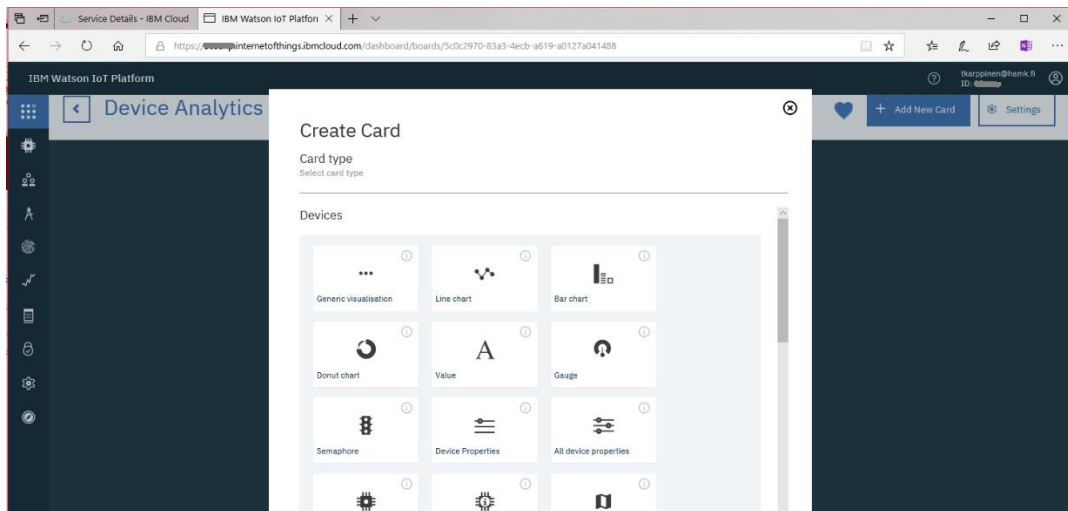 Service Details - IBM Cloud
IBM Watson IoT Platform
https://
internetofthings.ibmcloud.com/dashboard/boards/5c0c2970-83a3-4ecb-a619-a0127a041488
IBM Watson IoT Platform
tkarppinen@hamk.fi
ID:
Device Analytics
+ Add New Card
Settings
Create Card
Card type
Select card type
Devices
Generic visualisation
Line chart
Bar chart
Donut chart
Value
Gauge
Semaphore
Device Properties
All device properties